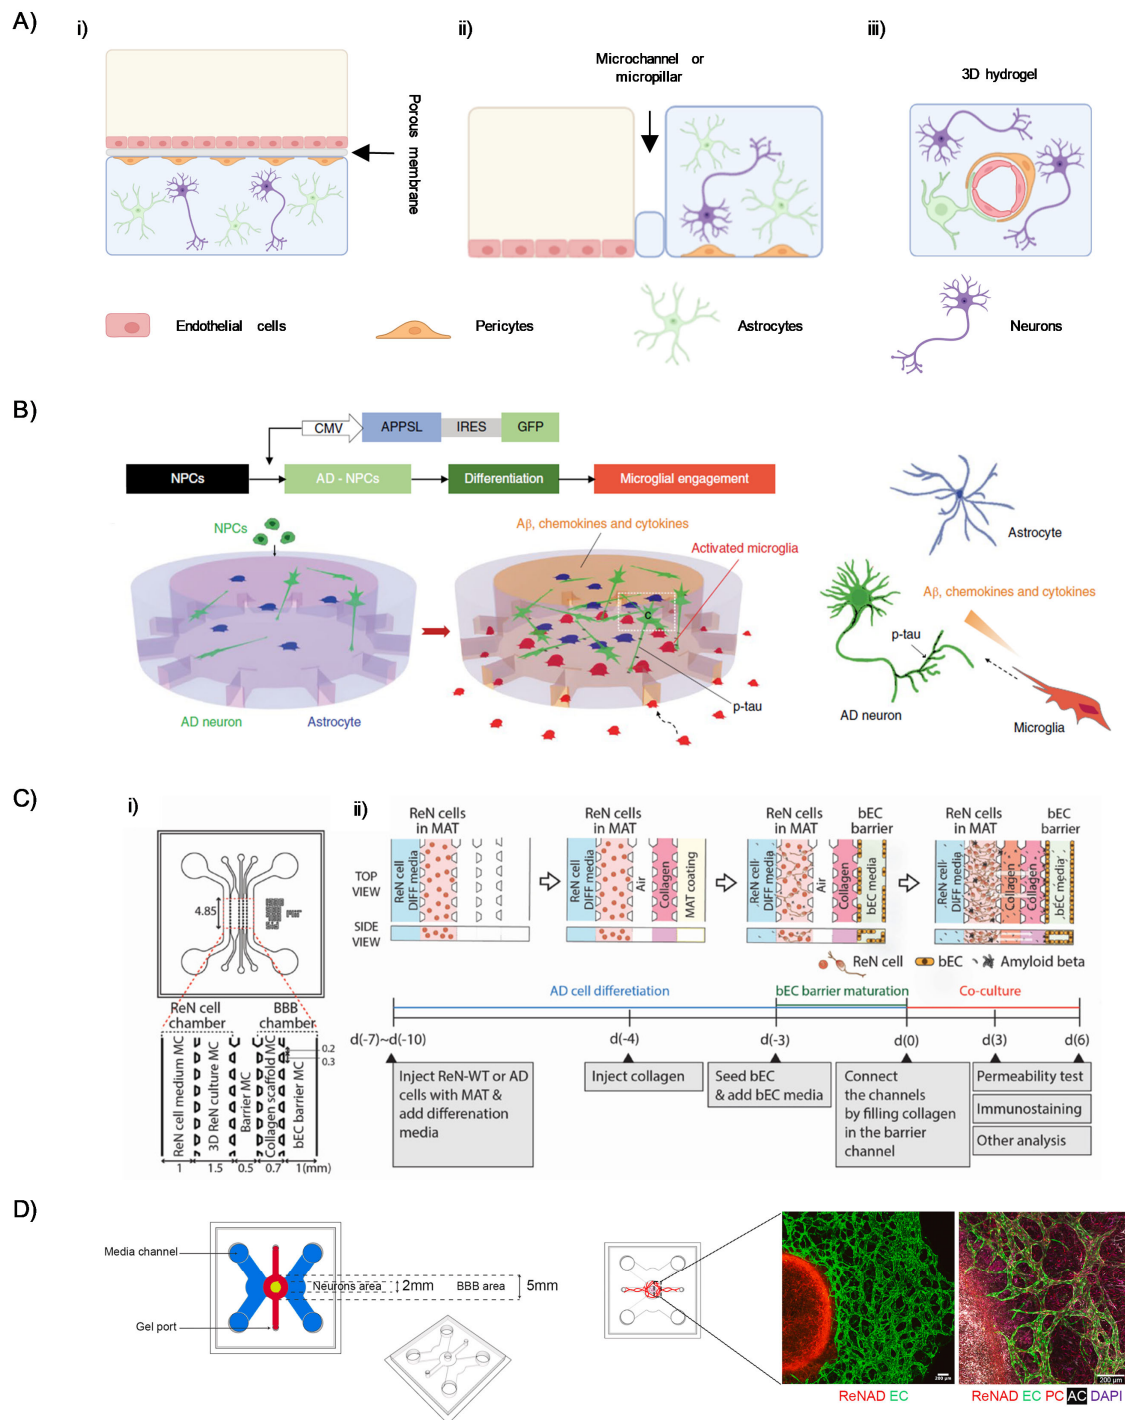 A)
i)
ii)
iii)
Microchannel or
micropillar
3D hydrogel
Porous membrane
Endothelial cells
Pericytes
Astrocytes
Neurons
B)
CMV
APPSL
IRES
GFP
NPCs
AD - NPCs
Differentiation
Microglial engagement
NPCs
Aβ, chemokines and cytokines
Activated microglia
c
p-tau
AD neuron
Astrocyte
Astrocyte
Aβ, chemokines and cytokines
p-tau
AD neuron
Microglia
C)
i)
4.85
ReN cell
chamber
BBB
chamber
ReN cell medium MC
3D ReN culture MC
Barrier MC
Collagen scaffold MC
bEC barrier MC
0.2
0.3
1
1.5
0.5
0.7
1(mm)
ii)
ReN cells
in MAT
ReN cells
in MAT
ReN cells
in MAT
bEC
barrier
ReN cells
in MAT
bEC
barrier
TOP
VIEW
SIDE
VIEW
ReN cell
DIFF media
ReN cell
DIFF media
Air
Collagen
MAT coating
ReN cell
DIFF media
Air
Collagen
bEC media
ReN cell
DIFF media
Collagen
Collagen
bEC media
ReN cell
bEC
Amyloid beta
AD cell differetiation
bEC barrier maturation
Co-culture
d(-7)~d(-10)
d(-4)
d(-3)
d(0)
d(3)
d(6)
Inject ReN-WT or AD
cells with MAT &
add differenation
media
Inject collagen
Seed bEC
& add bEC media
Connect
the channels
by filling collagen
in the barrier
channel
Permeability test
Immunostaining
Other analysis
D)
Media channel
Gel port
Neurons area
2mm
BBB area
5mm
200 μm
200 μm
ReNAD EC
ReNAD EC PC AC DAPI